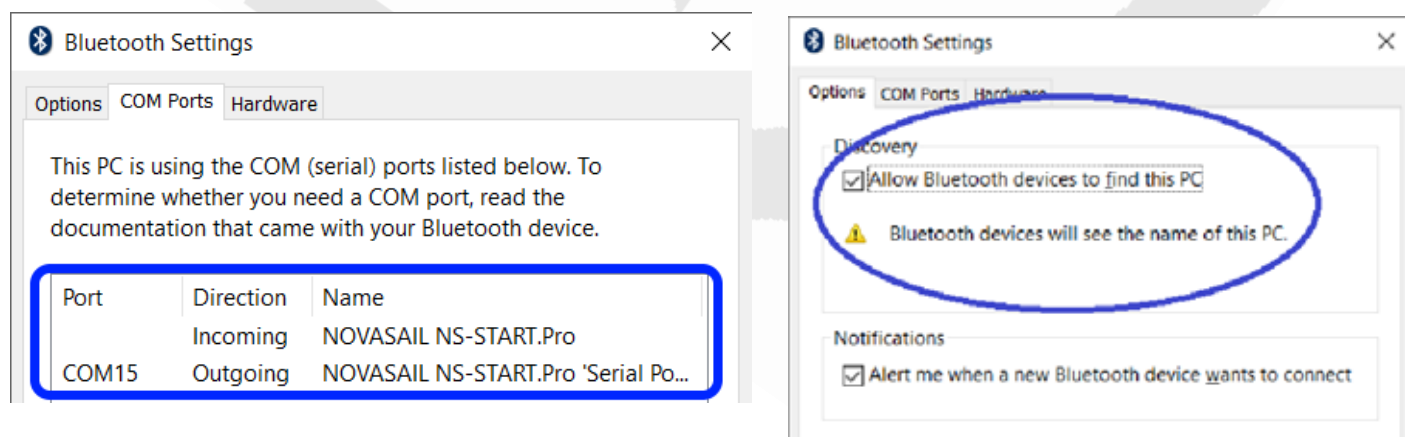 Bluetooth Settings
Options COM Ports Hardware
This PC is using the COM (serial) ports listed below. To
determine whether you need a COM port, read the
documentation that came with your Bluetooth device.
Port Direction Name
Incoming NOVASAIL NS-START.Pro
COM15 Outgoing NOVASAIL NS-START.Pro 'Serial Po...
Bluetooth Settings
Options COM Ports Hardware
Discovery
Allow Bluetooth devices to find this PC
Bluetooth devices will see the name of this PC.
Notifications
Alert me when a new Bluetooth device wants to connect